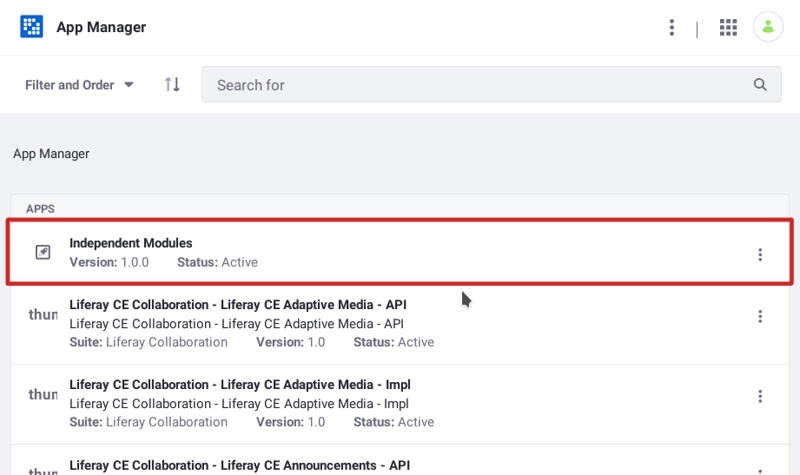 App Manager
Filter and Order
Search for
App Manager
APPS
Independent Modules
Version: 1.0.0 Status: Active
thun
Liferay CE Collaboration - Liferay CE Adaptive Media - API
Liferay CE Collaboration - Liferay CE Adaptive Media - API
Suite: Liferay Collaboration Version: 1.0 Status: Active
thun
Liferay CE Collaboration - Liferay CE Adaptive Media - Impl
Liferay CE Collaboration - Liferay CE Adaptive Media - Impl
Suite: Liferay Collaboration Version: 1.0 Status: Active
Liferay CE Collaboration - Liferay CE Announcements - API